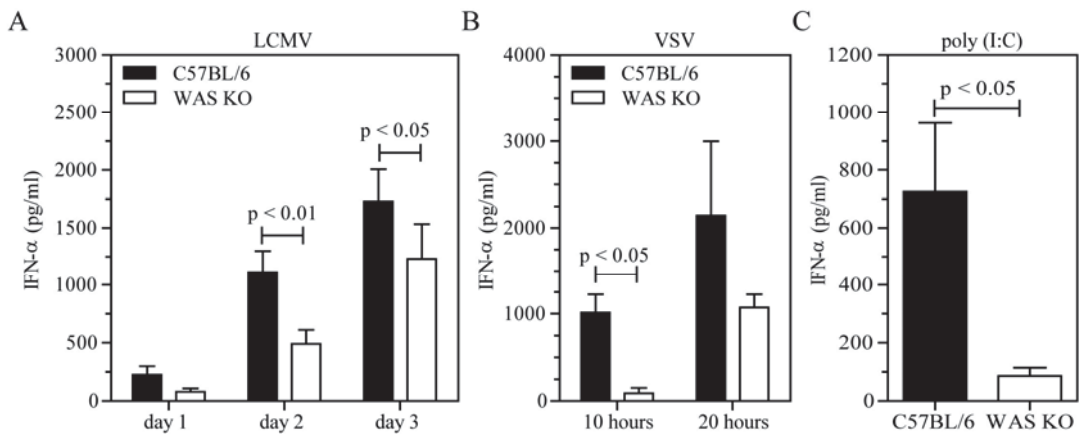 A
LCMV
IFN-α (pg/ml)
3000
2500
2000
1500
1000
500
0
C57BL/6
WAS KO
p < 0.01
p < 0.05
day 1 day 2 day 3
B
VSV
IFN-α (pg/ml)
4000
3000
2000
1000
0
C57BL/6
WAS KO
p < 0.05
10 hours 20 hours
C
poly (I:C)
IFN-α (pg/ml)
1200
1000
800
600
400
200
0
p < 0.05
C57BL/6 WAS KO